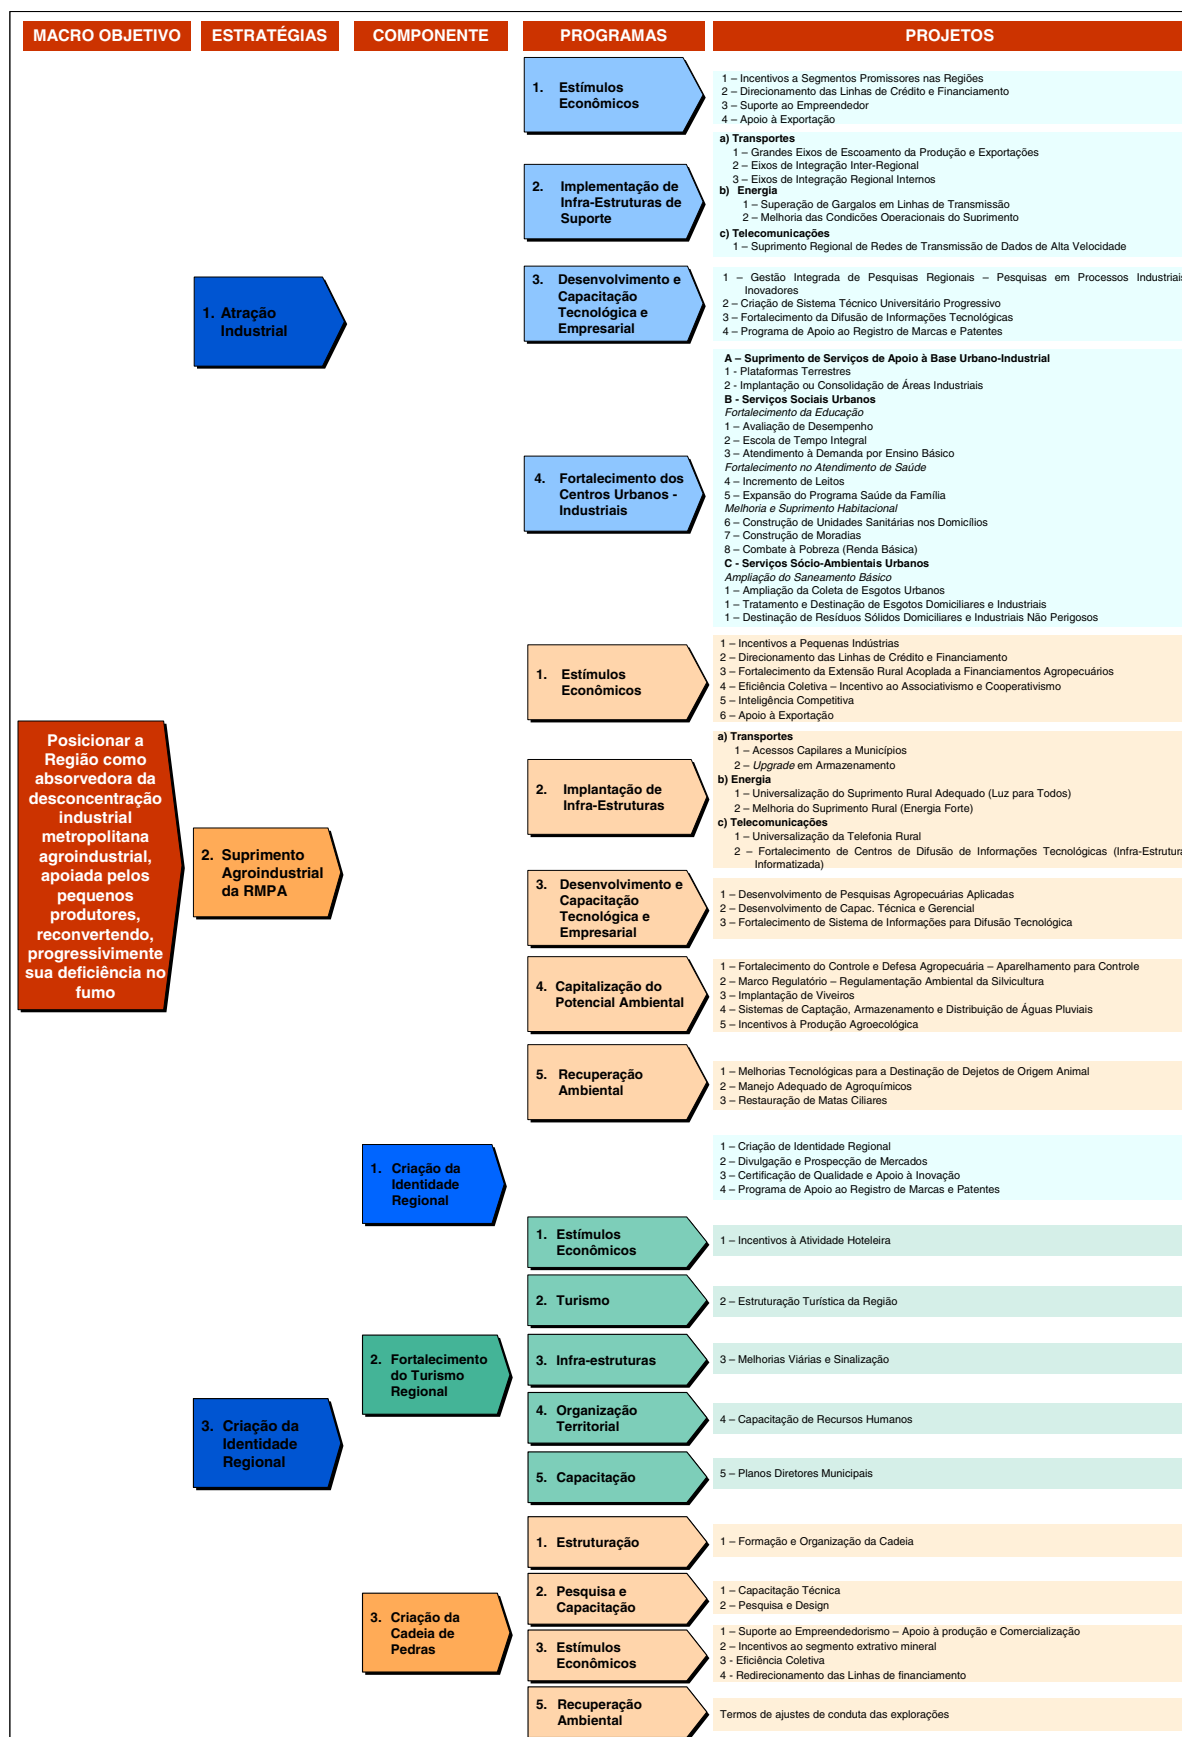 MACRO OBJETIVO
ESTRATÉGIAS
COMPONENTE
PROGRAMAS
PROJETOS
Posicionar a
Região como
absorvedora da
desconcentração
industrial
metropolitana
agroindustrial,
apoiada pelos
pequenos
produtores,
reconvertendo,
progressivimente
sua deficiência no
fumo
1. Atração
Industrial
1. Estímulos
Econômicos
1 – Incentivos a Segmentos Promissores nas Regiões
2 – Direcionamento das Linhas de Crédito e Financiamento
3 – Suporte ao Empreendedor
4 – Apoio à Exportação
2. Implementação de
Infra-Estruturas de
Suporte
a) Transportes
1 – Grandes Eixos de Escoamento da Produção e Exportações
2 – Eixos de Integração Inter-Regional
3 – Eixos de Integração Regional Internos
b) Energia
1 – Superação de Gargalos em Linhas de Transmissão
2 – Melhoria das Condições Operacionais do Suprimento
c) Telecomunicações
1 – Suprimento Regional de Redes de Transmissão de Dados de Alta Velocidade
3. Desenvolvimento e
Capacitação
Tecnológica e
Empresarial
1 – Gestão Integrada de Pesquisas Regionais – Pesquisas em Processos Industriais
Inovadores
2 – Criação de Sistema Técnico Universitário Progressivo
3 – Fortalecimento da Difusão de Informações Tecnológicas
4 – Programa de Apoio ao Registro de Marcas e Patentes
4. Fortalecimento dos
Centros Urbanos -
Industriais
A – Suprimento de Serviços de Apoio à Base Urbano-Industrial
1 - Plataformas Terrestres
2 - Implantação ou Consolidação de Áreas Industriais
B - Serviços Sociais Urbanos
Fortalecimento da Educação
1 – Avaliação de Desempenho
2 – Escola de Tempo Integral
3 – Atendimento à Demanda por Ensino Básico
Fortalecimento no Atendimento de Saúde
4 – Incremento de Leitos
5 – Expansão do Programa Saúde da Família
Melhoria e Suprimento Habitacional
6 – Construção de Unidades Sanitárias nos Domicílios
7 – Construção de Moradias
8 – Combate à Pobreza (Renda Básica)
C - Serviços Sócio-Ambientais Urbanos
Ampliação do Saneamento Básico
1 – Ampliação da Coleta de Esgotos Urbanos
1 – Tratamento e Destinação de Esgotos Domiciliares e Industriais
1 – Destinação de Resíduos Sólidos Domiciliares e Industriais Não Perigosos
2. Suprimento
Agroindustrial
da RMPA
1. Estímulos
Econômicos
1 – Incentivos a Pequenas Indústrias
2 – Direcionamento das Linhas de Crédito e Financiamento
3 – Fortalecimento da Extensão Rural Acoplada a Financiamentos Agropecuários
4 – Eficiência Coletiva – Incentivo ao Associativismo e Cooperativismo
5 – Inteligência Competitiva
6 – Apoio à Exportação
2. Implantação de
Infra-Estruturas
a) Transportes
1 – Acessos Capilares a Municípios
2 – Upgrade em Armazenamento
b) Energia
1 – Universalização do Suprimento Rural Adequado (Luz para Todos)
2 – Melhoria do Suprimento Rural (Energia Forte)
c) Telecomunicações
1 – Universalização da Telefonia Rural
2 – Fortalecimento de Centros de Difusão de Informações Tecnológicas (Infra-Estrutura
Informatizada)
3. Desenvolvimento e
Capacitação
Tecnológica e
Empresarial
1 – Desenvolvimento de Pesquisas Agropecuárias Aplicadas
2 – Desenvolvimento de Capac. Técnica e Gerencial
3 – Fortalecimento de Sistema de Informações para Difusão Tecnológica
4. Capitalização do
Potencial Ambiental
1 – Fortalecimento do Controle e Defesa Agropecuária – Aparelhamento para Controle
2 – Marco Regulatório – Regulamentação Ambiental da Silvicultura
3 – Implantação de Viveiros
4 – Sistemas de Captação, Armazenamento e Distribuição de Águas Pluviais
5 – Incentivos à Produção Agroecológica
5. Recuperação
Ambiental
1 – Melhorias Tecnológicas para a Destinação de Dejetos de Origem Animal
2 – Manejo Adequado de Agroquímicos
3 – Restauração de Matas Ciliares
3. Criação da
Identidade
Regional
1. Criação da
Identidade
Regional
1 – Criação de Identidade Regional
2 – Divulgação e Prospecção de Mercados
3 – Certificação de Qualidade e Apoio à Inovação
4 – Programa de Apoio ao Registro de Marcas e Patentes
2. Fortalecimento
do Turismo
Regional
1. Estímulos
Econômicos
1 – Incentivos à Atividade Hoteleira
2. Turismo
2 – Estruturação Turística da Região
3. Infra-estruturas
3 – Melhorias Viárias e Sinalização
4. Organização
Territorial
4 – Capacitação de Recursos Humanos
5. Capacitação
5 – Planos Diretores Municipais
3. Criação da
Cadeia de
Pedras
1. Estruturação
1 – Formação e Organização da Cadeia
2. Pesquisa e
Capacitação
1 – Capacitação Técnica
2 – Pesquisa e Design
3. Estímulos
Econômicos
1 – Suporte ao Empreendedorismo – Apoio à produção e Comercialização
2 – Incentivos ao segmento extrativo mineral
3 - Eficiência Coletiva
4 - Redirecionamento das Linhas de financiamento
5. Recuperação
Ambiental
Termos de ajustes de conduta das explorações